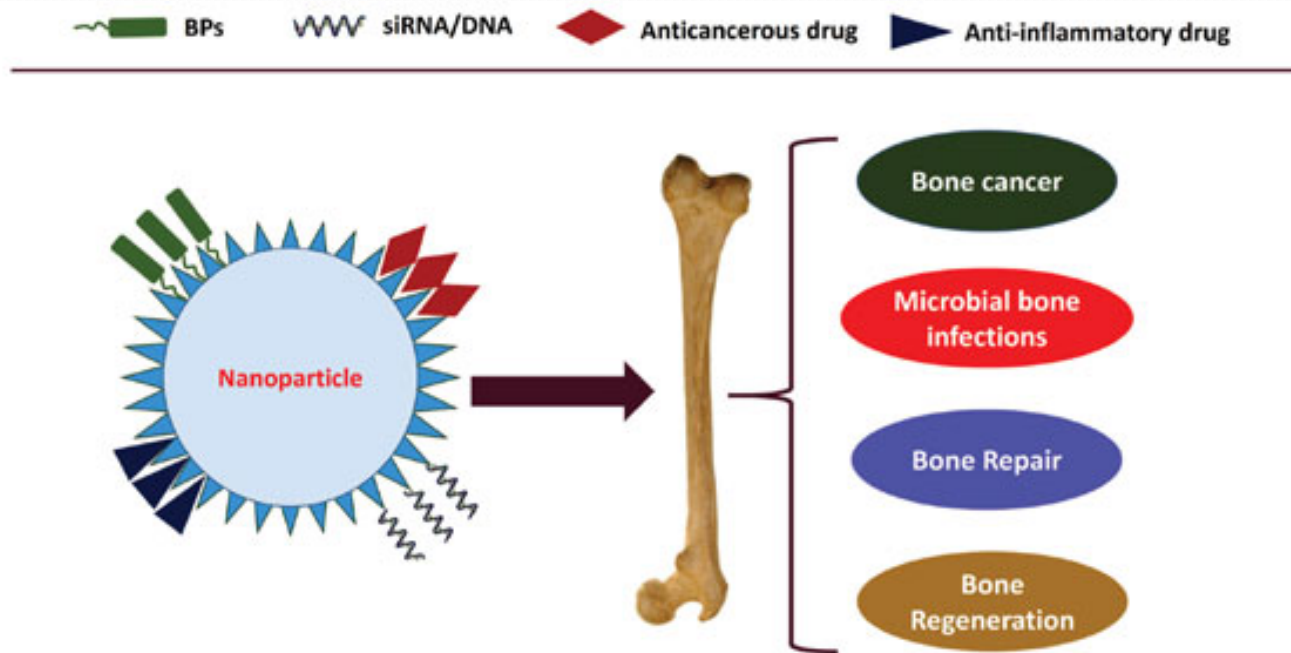 BPs
siRNA/DNA
Anticancerous drug
Anti-inflammatory drug
Nanoparticle
Bone cancer
Microbial bone
infections
Bone Repair
Bone
Regeneration